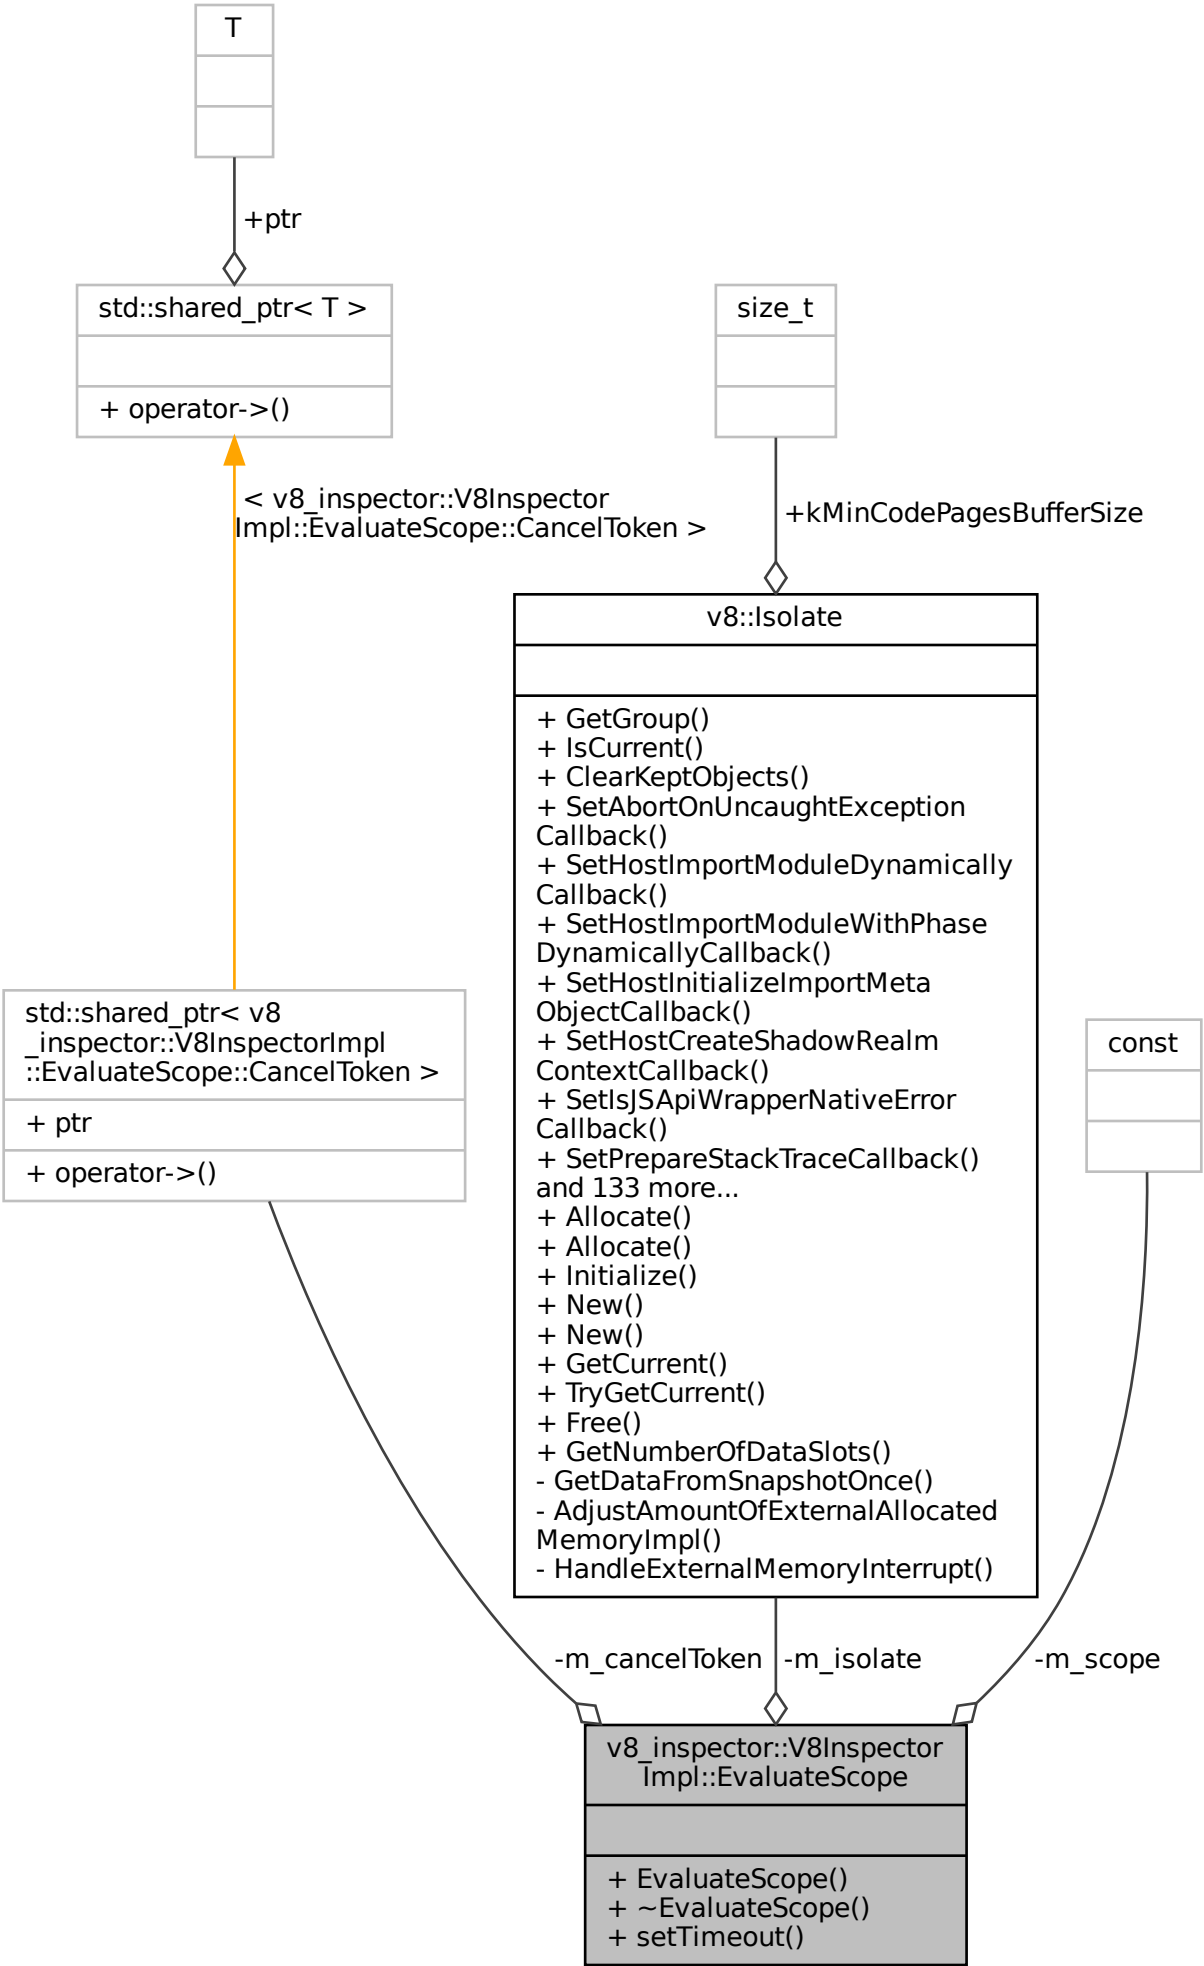 T
+ptr
std::shared_ptr< T >
+ operator->()
size_t
< v8_inspector::V8Inspector
Impl::EvaluateScope::CancelToken >
+kMinCodePagesBufferSize
v8::Isolate
+ GetGroup()
+ IsCurrent()
+ ClearKeptObjects()
+ SetAbortOnUncaughtException
Callback()
+ SetHostImportModuleDynamically
Callback()
+ SetHostImportModuleWithPhase
DynamicallyCallback()
+ SetHostInitializeImportMeta
ObjectCallback()
+ SetHostCreateShadowRealm
ContextCallback()
+ SetIsJSApiWrapperNativeError
Callback()
+ SetPrepareStackTraceCallback()
and 133 more...
+ Allocate()
+ Allocate()
+ Initialize()
+ New()
+ New()
+ GetCurrent()
+ TryGetCurrent()
+ Free()
+ GetNumberOfDataSlots()
- GetDataFromSnapshotOnce()
- AdjustAmountOfExternalAllocated
MemoryImpl()
- HandleExternalMemoryInterrupt()
std::shared_ptr< v8
_inspector::V8InspectorImpl
::EvaluateScope::CancelToken >
+ ptr
+ operator->()
const
-m_cancelToken
-m_isolate
-m_scope
v8_inspector::V8Inspector
Impl::EvaluateScope
+ EvaluateScope()
+ ~EvaluateScope()
+ setTimeout()